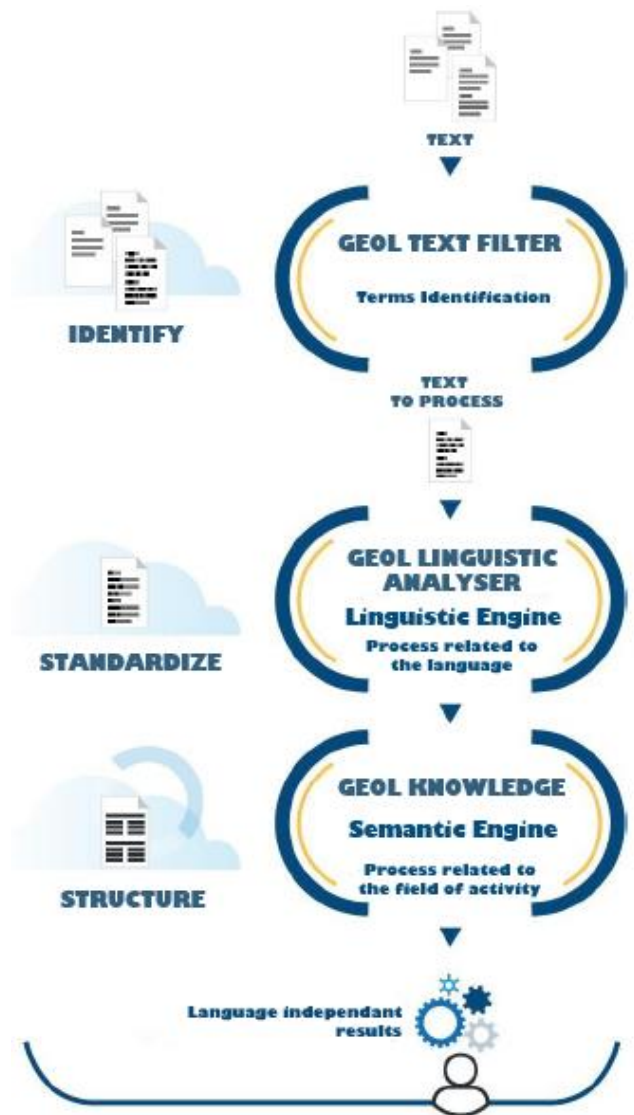 TEXT
GEOL TEXT FILTER
Terms Identification
IDENTIFY
TEXT
TO PROCESS
GEOL LINGUISTIC
ANALYSER
Linguistic Engine
Process related to
the language
STANDARDIZE
GEOL KNOWLEDGE
Semantic Engine
Process related to
the field of activity
STRUCTURE
Language independant
results